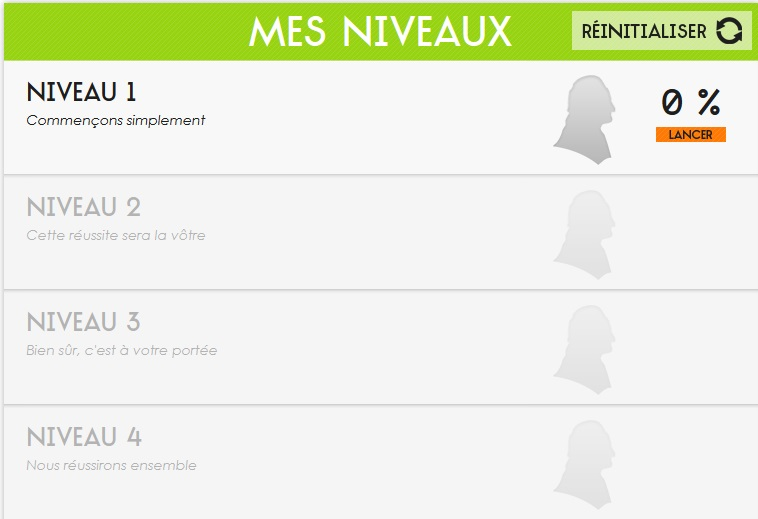 MES NIVEAUX
RÉINITIALISER
NIVEAU 1
Commençons simplement
0 %
LANCER
NIVEAU 2
Cette réussite sera la vôtre
NIVEAU 3
Bien sûr, c'est à votre portée
NIVEAU 4
Nous réussirons ensemble